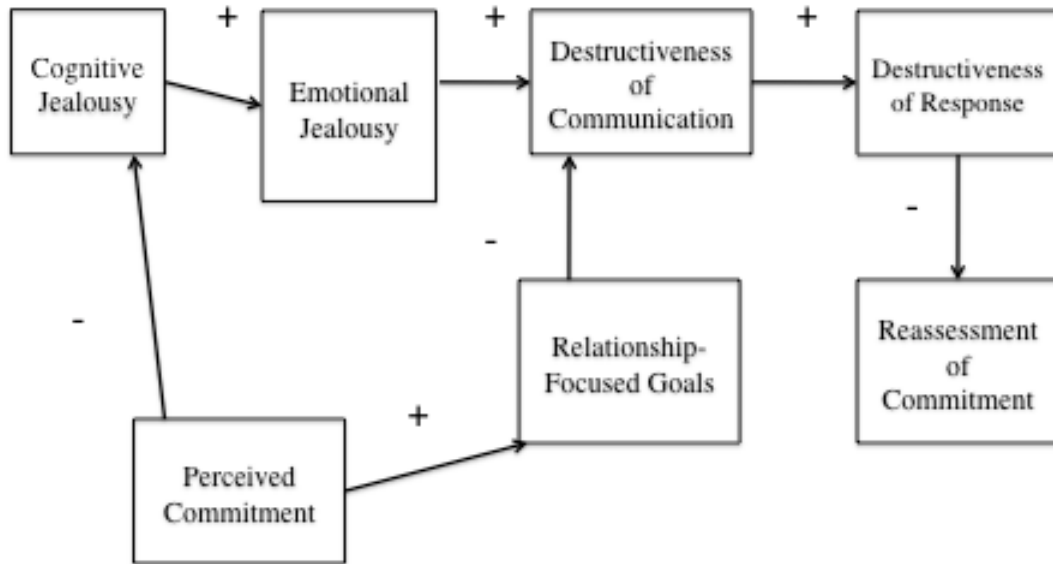 +
+
+
Cognitive
Jealousy
Emotional
Jealousy
Destructiveness
of
Communication
Destructiveness
of Response
-
-
-
Relationship-
Focused Goals
Reassessment
of
Commitment
+
Perceived
Commitment